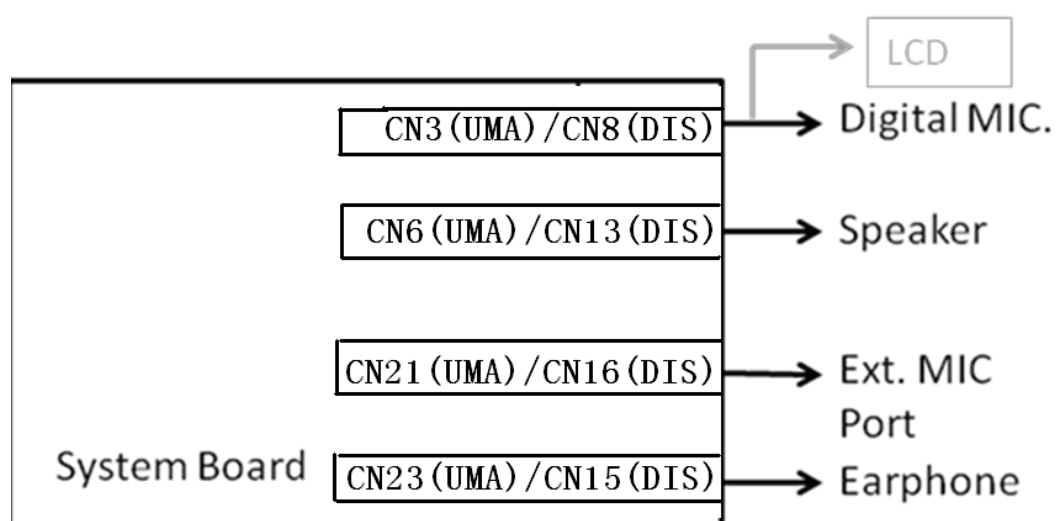 LCD
CN3(UMA)/CN8(DIS)
Digital MIC.
CN6(UMA)/CN13(DIS)
Speaker
CN21(UMA)/CN16(DIS)
Ext. MIC
Port
System Board
CN23(UMA)/CN15(DIS)
Earphone